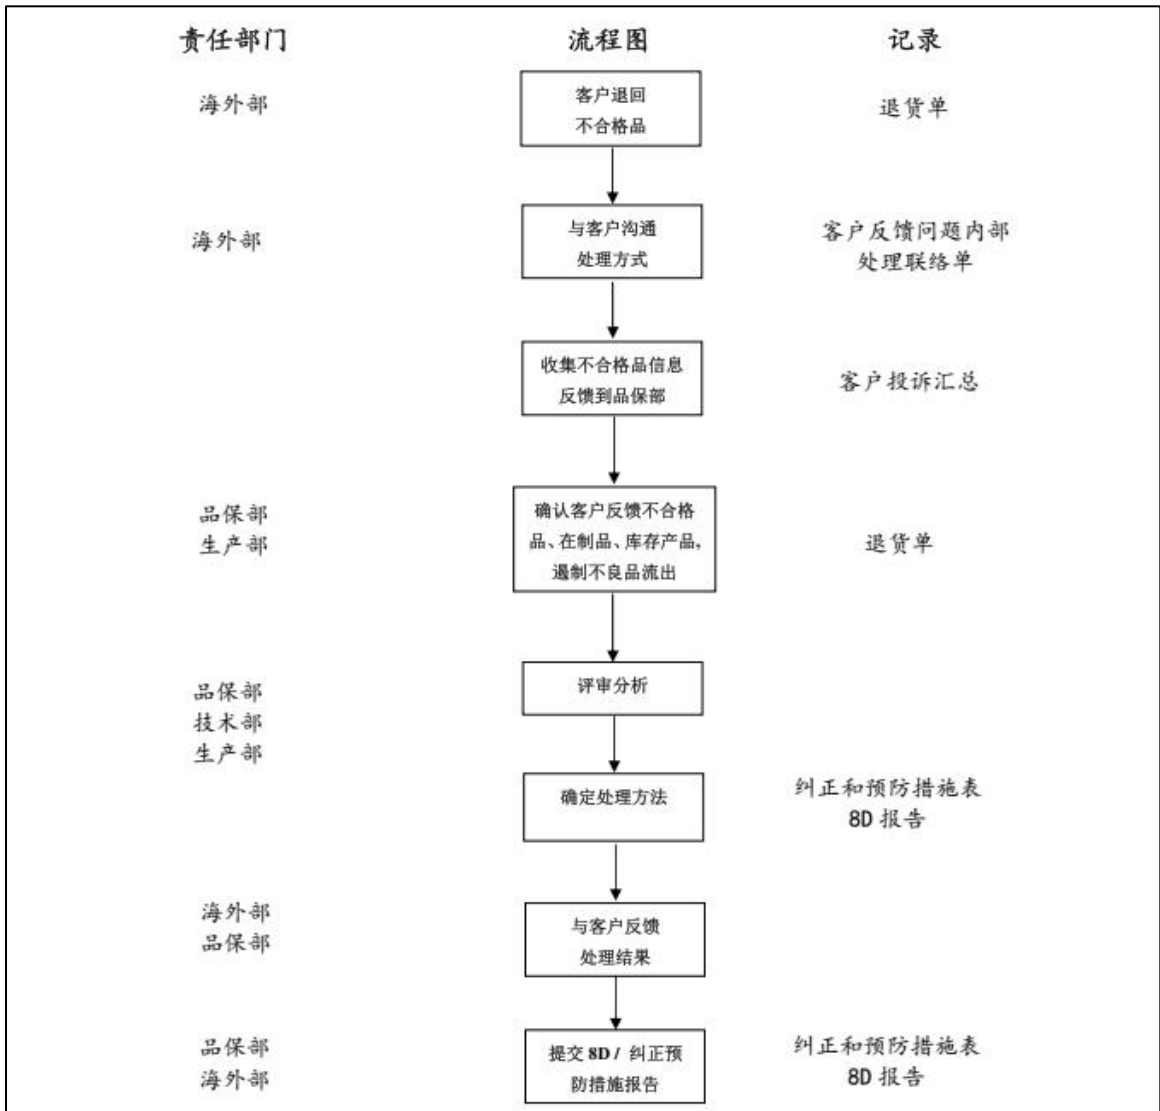 责任部门
流程图
记录
海外部
客户退回
不合格品
退货单
海外部
与客户沟通
处理方式
客户反馈问题内部
处理联络单
收集不合格品信息
反馈到品保部
客户投诉汇总
品保部
生产部
确认客户反馈不合格
品、在制品、库存产品,
遏制不良品流出
退货单
品保部
技术部
生产部
评审分析
确定处理方法
纠正和预防措施表
8D 报告
海外部
品保部
与客户反馈
处理结果
品保部
海外部
提交 8D / 纠正预
防措施报告
纠正和预防措施表
8D 报告